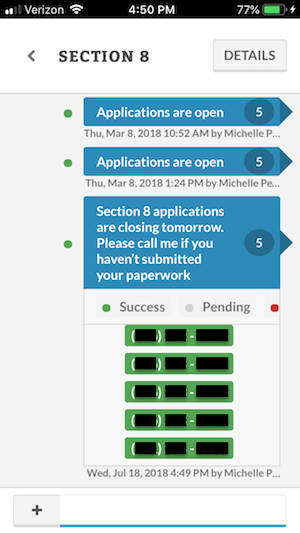 Verizon 4:50 PM 77%
SECTION 8 DETAILS
Applications are open 5
Thu, Mar 8, 2018 10:52 AM by Michelle P...
Applications are open 5
Thu, Mar 8, 2018 1:24 PM by Michelle Pe...
Section 8 applications
are closing tomorrow.
Please call me if you 5
haven't submitted
your paperwork
Success Pending
( ) -
( ) -
( ) -
( ) -
( ) -
Wed, Jul 18, 2018 4:49 PM by Michelle P...
+